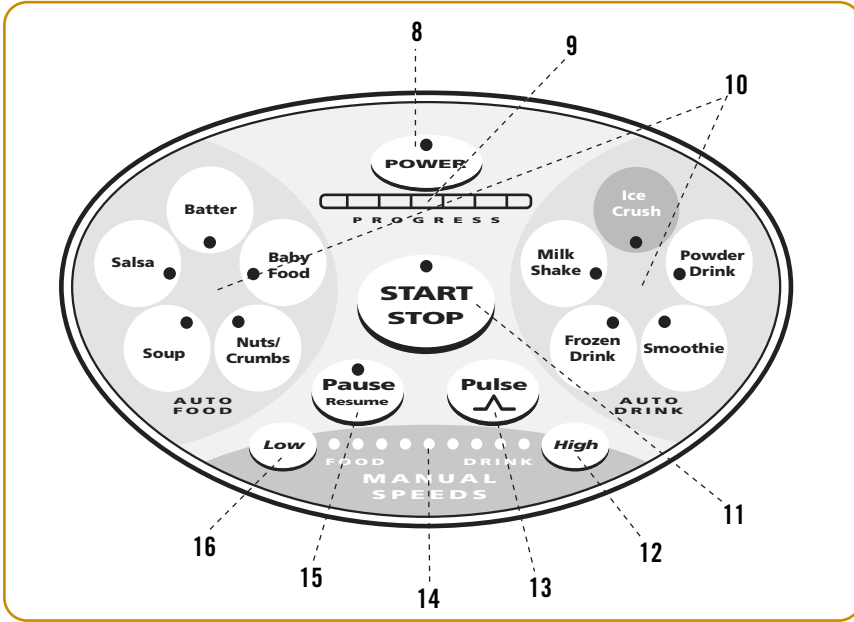 8
9
10
POWER
PROGRESS
Batter
Salsa
Baby
Food
Soup
Nuts/
Crumbs
AUTO
FOOD
START
STOP
Ice
Crush
Milk
Shake
Powder
Drink
Frozen
Drink
Smoothie
AUTO
DRINK
Pause
Resume
Pulse
Low
High
FOOD
DRINK
MANUAL
SPEEDS
16
15
14
13
12
11